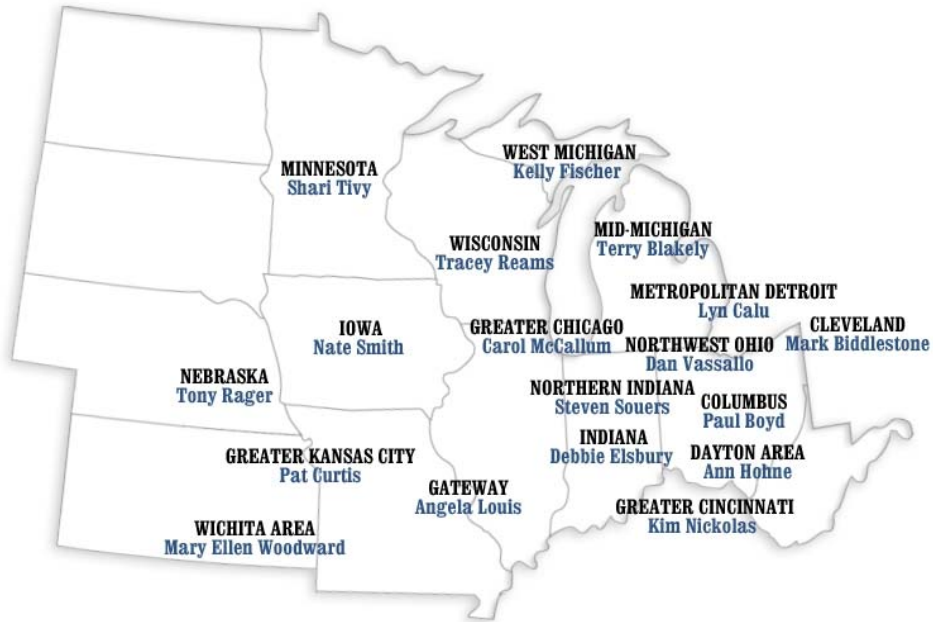 WEST MICHIGAN
Kelly Fischer
MINNESOTA
Shari Tivy
MID-MICHIGAN
Terry Blakely
WISCONSIN
Tracey Reams
METROPOLITAN DETROIT
Lyn Calu
CLEVELAND
Mark Biddlestone
IOWA
Nate Smith
GREATER CHICAGO
Carol McCallum
NORTHWEST OHIO
Dan Vassallo
NEBRASKA
Tony Rager
NORTHERN INDIANA
Steven Souers
COLUMBUS
Paul Boyd
INDIANA
Debbie Elsbury
DAYTON AREA
Ann Hohne
GREATER KANSAS CITY
Pat Curtis
GATEWAY
Angela Louis
GREATER CINCINNATI
Kim Nickolas
WICHITA AREA
Mary Ellen Woodward